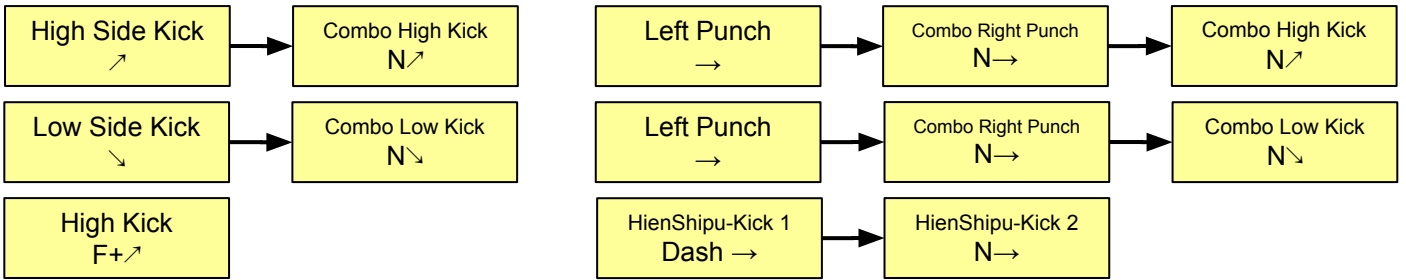 High Side Kick
↗
Combo High Kick
N↗
Left Punch
→
Combo Right Punch
N→
Combo High Kick
N↗
Low Side Kick
↘
Combo Low Kick
N↘
Left Punch
→
Combo Right Punch
N→
Combo Low Kick
N↘
High Kick
F+↗
HienShipu-Kick 1
Dash →
HienShipu-Kick 2
N→